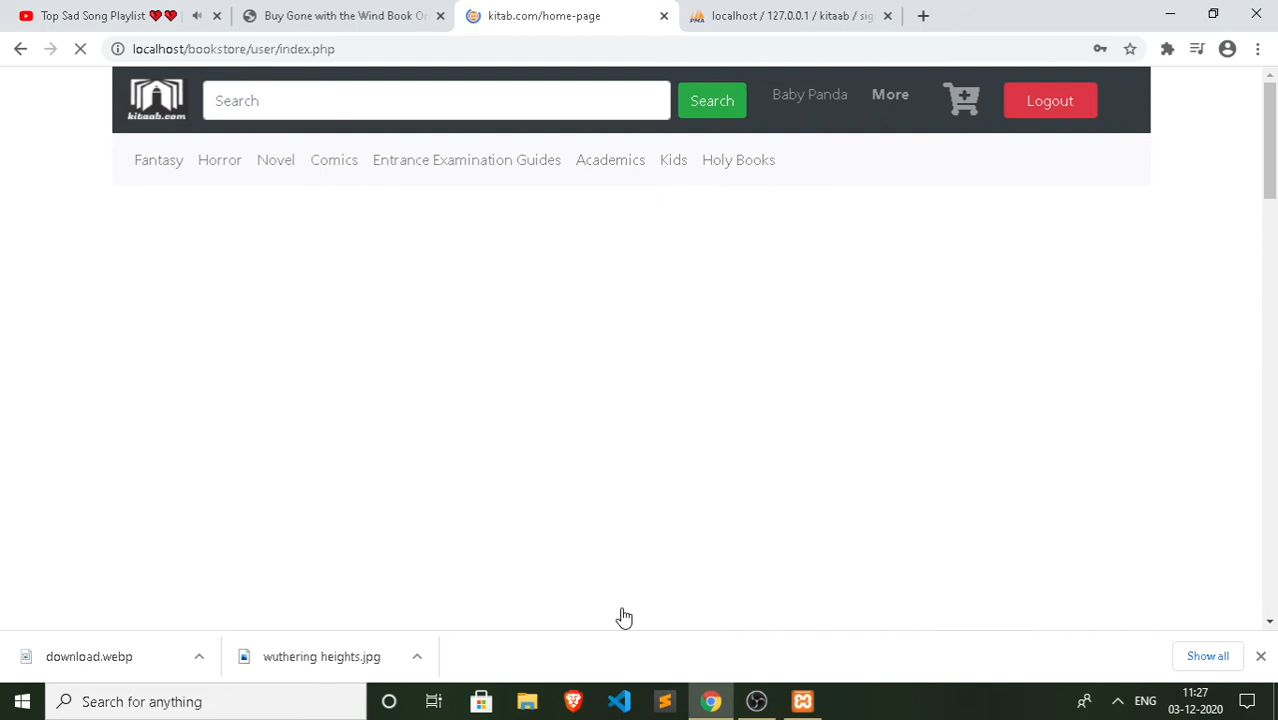 Top Sad Song Playlist ❤❤
Buy Gone with the Wind Book On
kitab.com/home-page
localhost / 127.0.0.1 / kitaab / sig
localhost/bookstore/user/index.php
kitaab.com
Search
Search
Baby Panda
More
Logout
Fantasy Horror Novel Comics Entrance Examination Guides Academics Kids Holy Books
download.webp
wuthering heights.jpg
Show all
Search for anything
ENG
11:27
03-12-2020